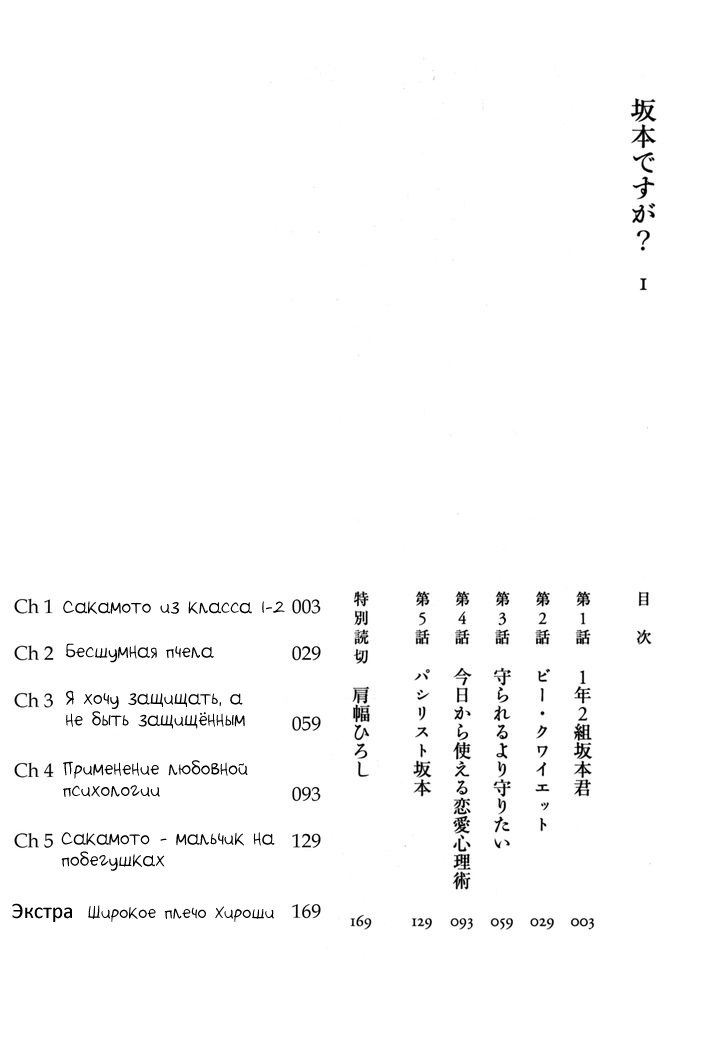 坂本ですが? 1
目次
第1話 1年2組坂本君 003
第2話 ビー・クワイエット 029
第3話 守られるより守りたい 059
第4話 今日から使える恋愛心理術 093
第5話 パシリスト坂本 129
特別読切 肩幅ひろし 169
Ch 1 Сакамото из класса 1-2 003
Ch 2 Бесшумная пчела 029
Ch 3 Я хочу защищать, а
не быть защищённым 059
Ch 4 Применение любовной
психологии 093
Ch 5 Сакамото - мальчик на 129
побегушках
Экстра Широкое плечо Хироши 169